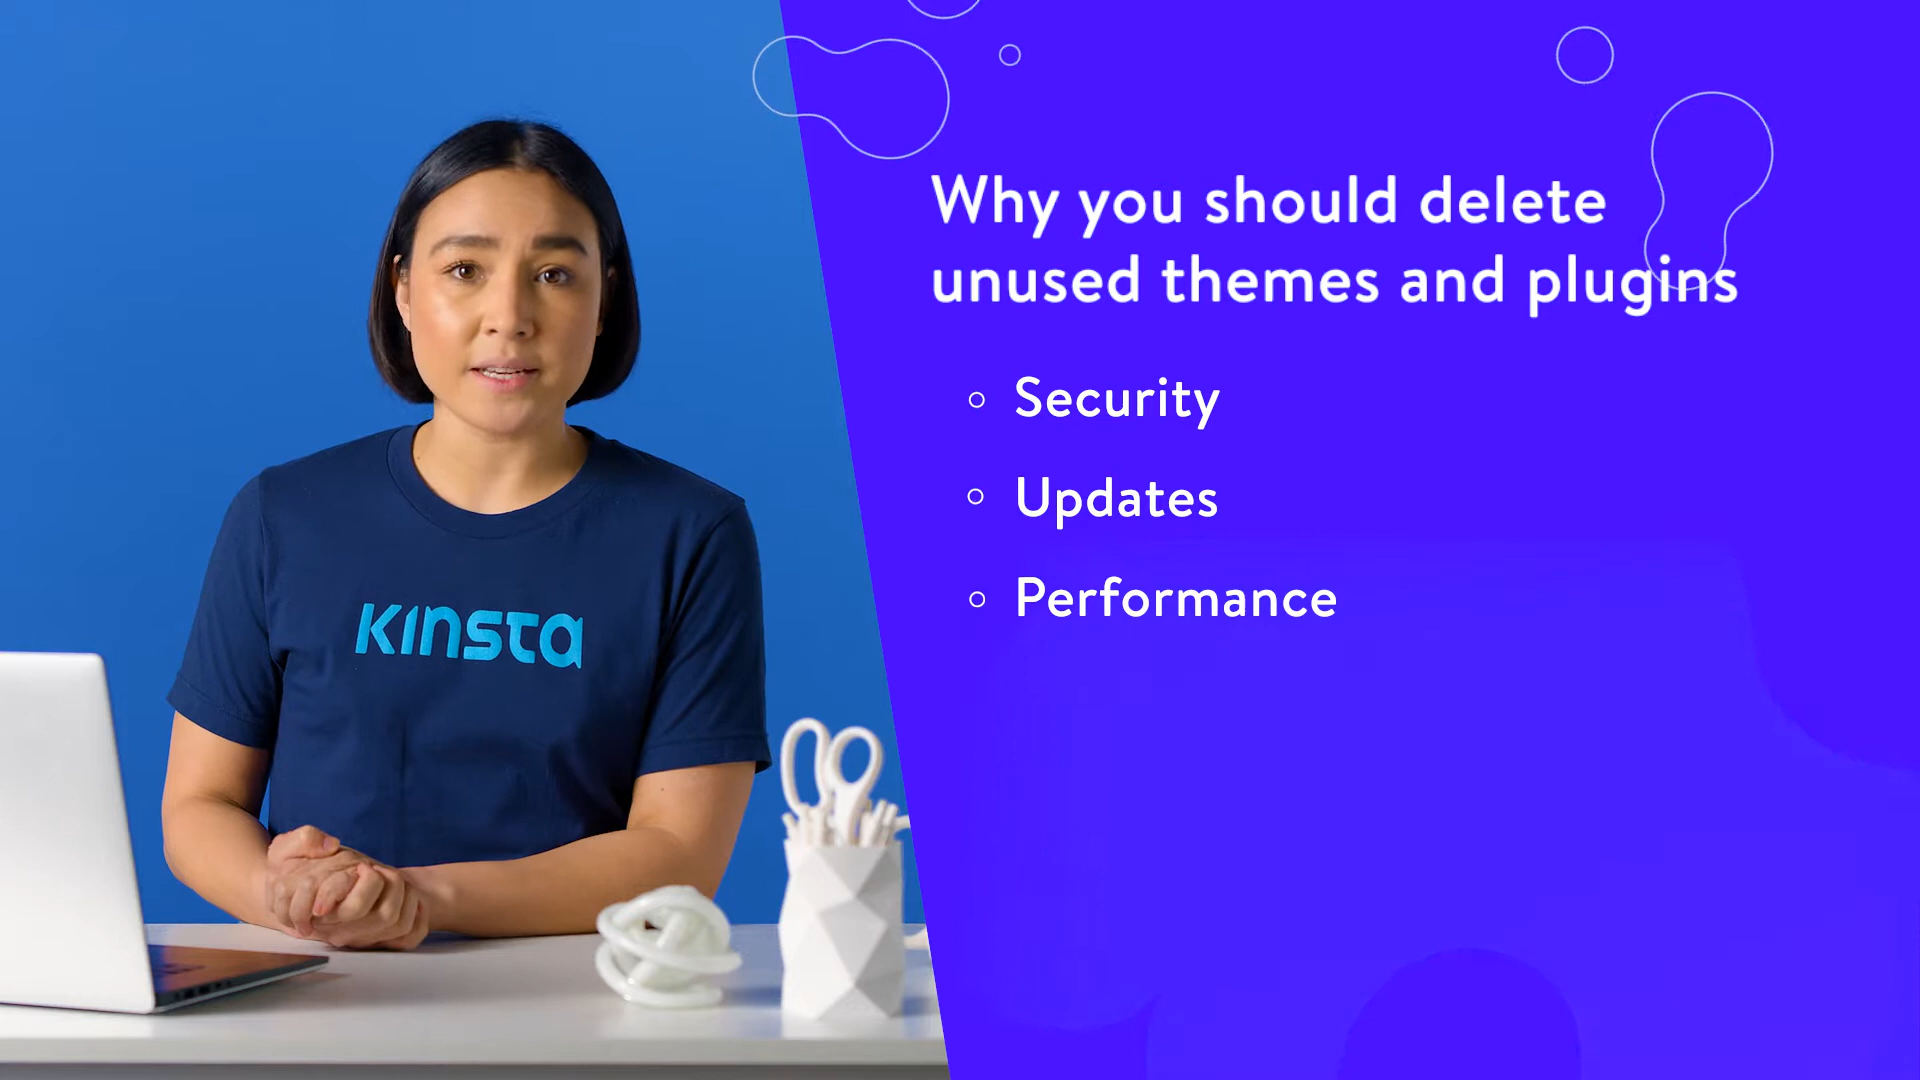 Why you should delete
unused themes and plugins
Security
Updates
Performance
KINSTA